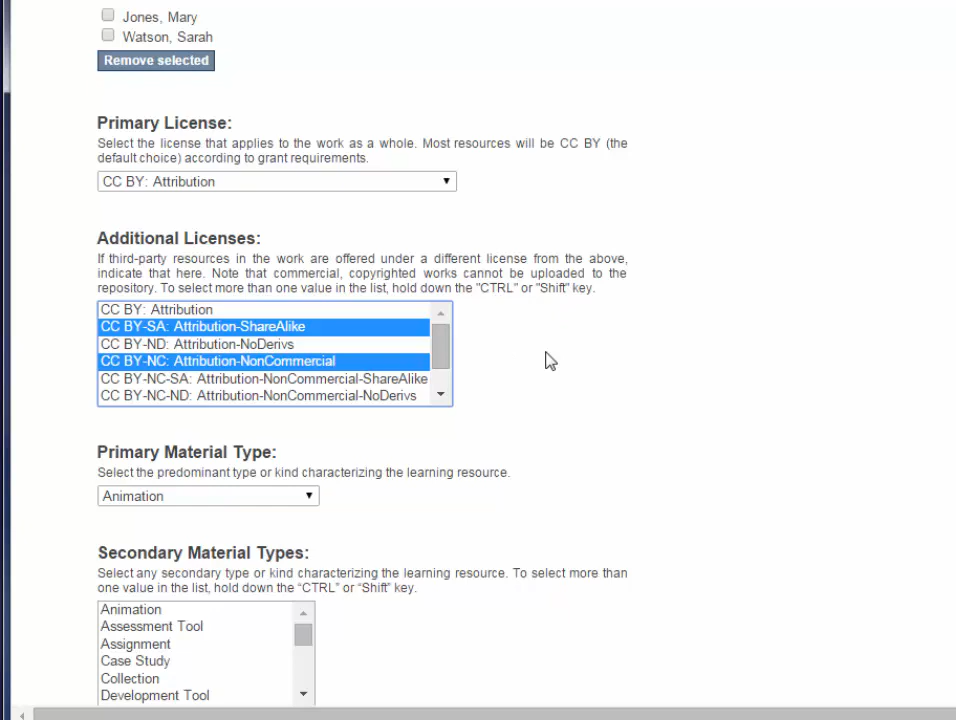 Jones, Mary
Watson, Sarah
Remove selected
Primary License:
Select the license that applies to the work as a whole. Most resources will be CC BY (the
default choice) according to grant requirements.
CC BY: Attribution
Additional Licenses:
If third-party resources in the work are offered under a different license from the above,
indicate that here. Note that commercial, copyrighted works cannot be uploaded to the
repository. To select more than one value in the list, hold down the "CTRL" or "Shift" key.
CC BY: Attribution
CC BY-SA: Attribution-ShareAlike
CC BY-ND: Attribution-NoDerivs
CC BY-NC: Attribution-NonCommercial
CC BY-NC-SA: Attribution-NonCommercial-ShareAlike
CC BY-NC-ND: Attribution-NonCommercial-NoDerivs
Primary Material Type:
Select the predominant type or kind characterizing the learning resource.
Animation
Secondary Material Types:
Select any secondary type or kind characterizing the learning resource. To select more than
one value in the list, hold down the “CTRL” or “Shift” key.
Animation
Assessment Tool
Assignment
Case Study
Collection
Development Tool